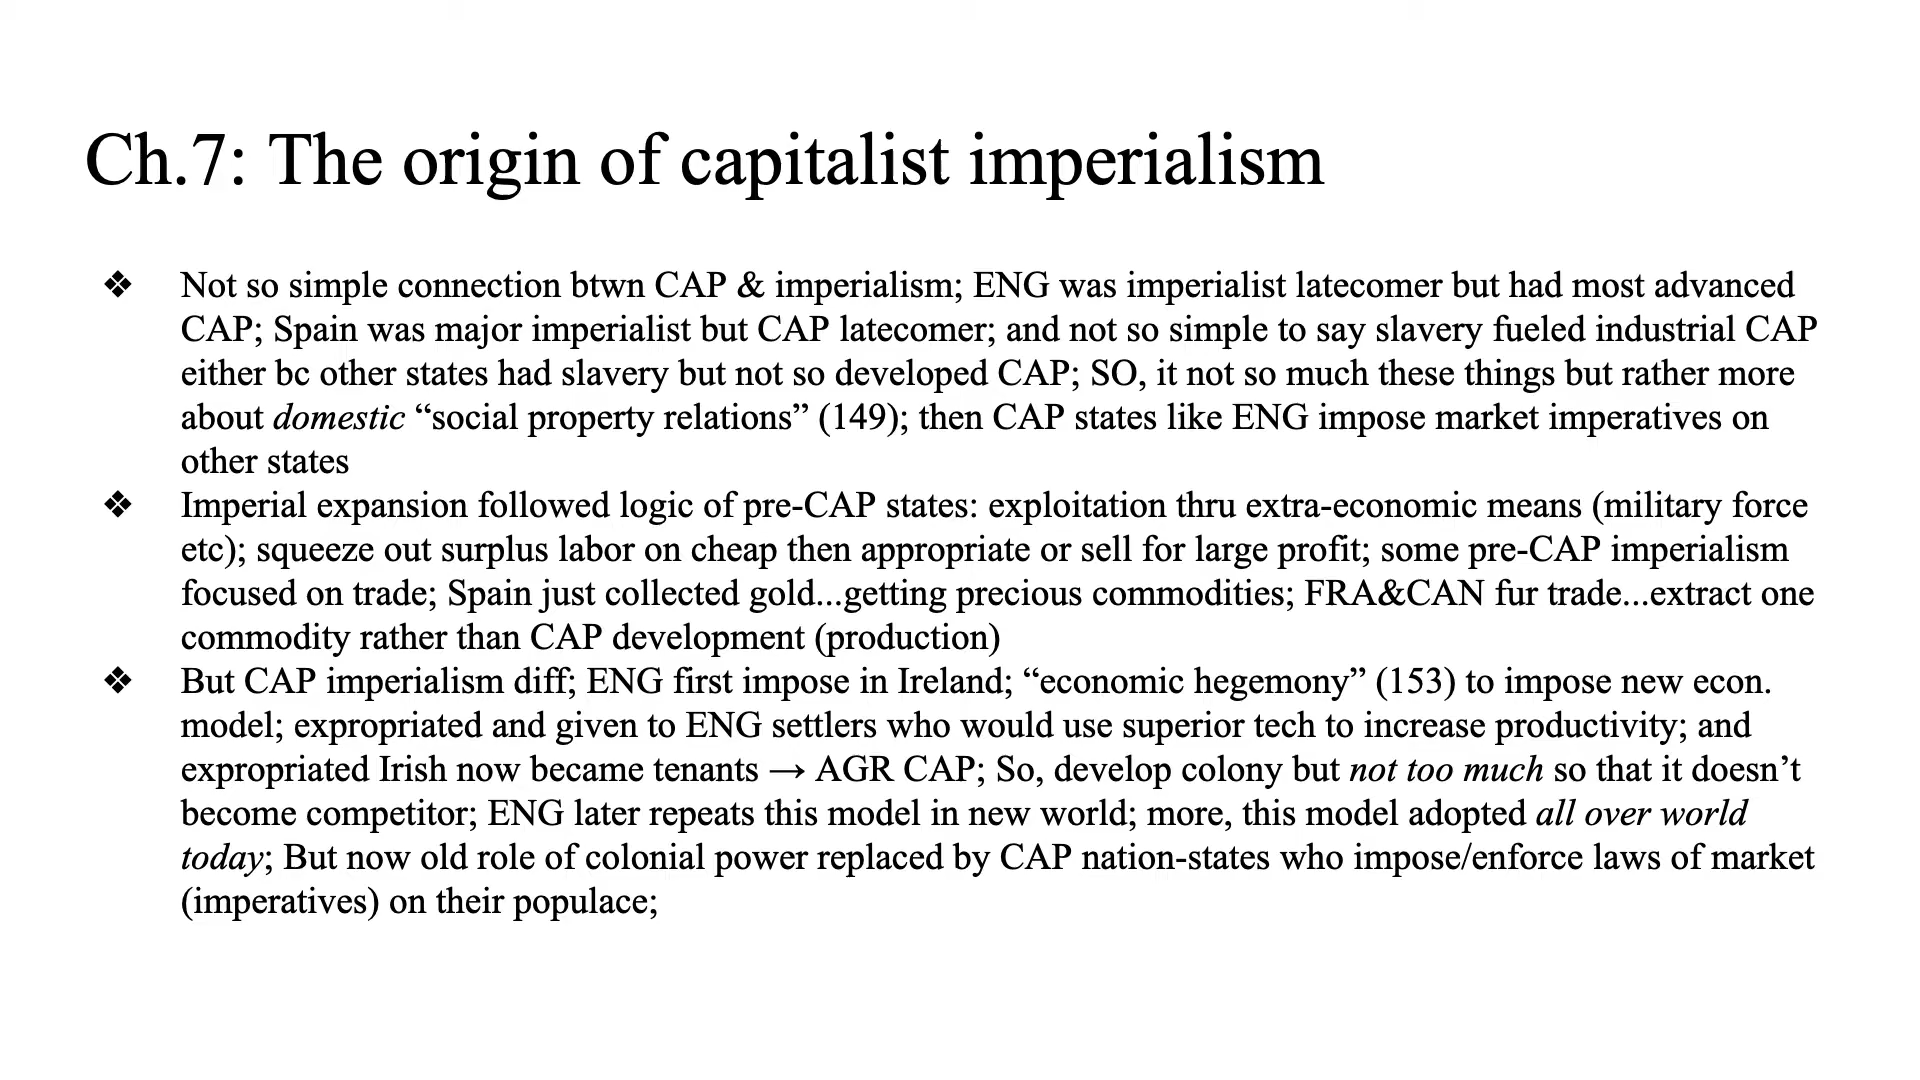 Ch.7: The origin of capitalist imperialism
❖ Not so simple connection btwn CAP & imperialism; ENG was imperialist latecomer but had most advanced
CAP; Spain was major imperialist but CAP latecomer; and not so simple to say slavery fueled industrial CAP
either bc other states had slavery but not so developed CAP; SO, it not so much these things but rather more
about domestic “social property relations” (149); then CAP states like ENG impose market imperatives on
other states
❖ Imperial expansion followed logic of pre-CAP states: exploitation thru extra-economic means (military force
etc); squeeze out surplus labor on cheap then appropriate or sell for large profit; some pre-CAP imperialism
focused on trade; Spain just collected gold...getting precious commodities; FRA&CAN fur trade...extract one
commodity rather than CAP development (production)
❖ But CAP imperialism diff; ENG first impose in Ireland; “economic hegemony” (153) to impose new econ.
model; expropriated and given to ENG settlers who would use superior tech to increase productivity; and
expropriated Irish now became tenants → AGR CAP; So, develop colony but not too much so that it doesn’t
become competitor; ENG later repeats this model in new world; more, this model adopted all over world
today; But now old role of colonial power replaced by CAP nation-states who impose/enforce laws of market
(imperatives) on their populace;